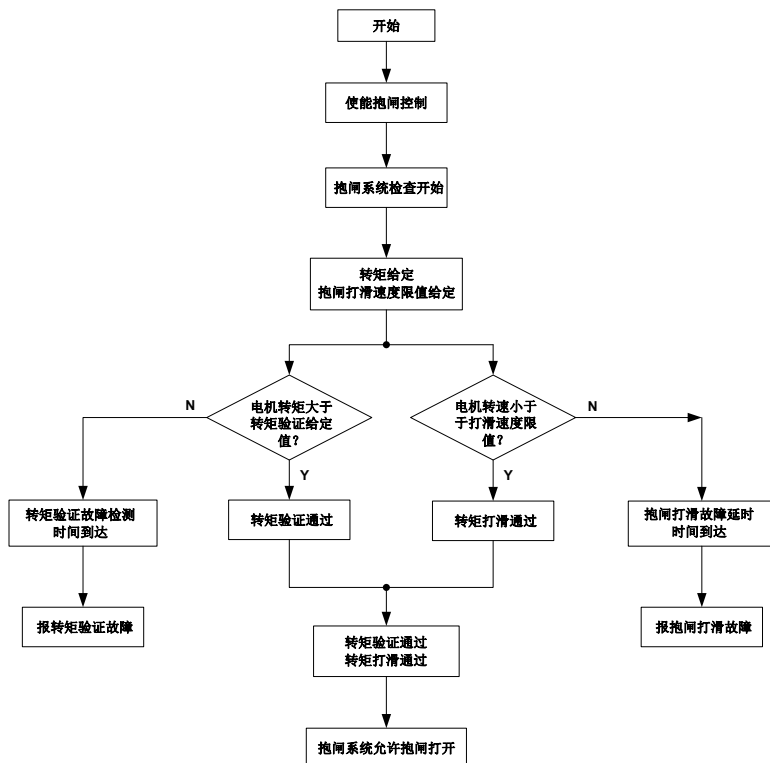 开始
使能抱闸控制
抱闸系统检查开始
转矩给定
抱闸打滑速度限值给定
电机转矩大于
转矩验证给定
值？
电机转速小于
于打滑速度限
值？
N
N
Y
Y
转矩验证故障检测
时间到达
转矩验证通过
转矩打滑通过
抱闸打滑故障延时
时间到达
报转矩验证故障
转矩验证通过
转矩打滑通过
报抱闸打滑故障
抱闸系统允许抱闸打开